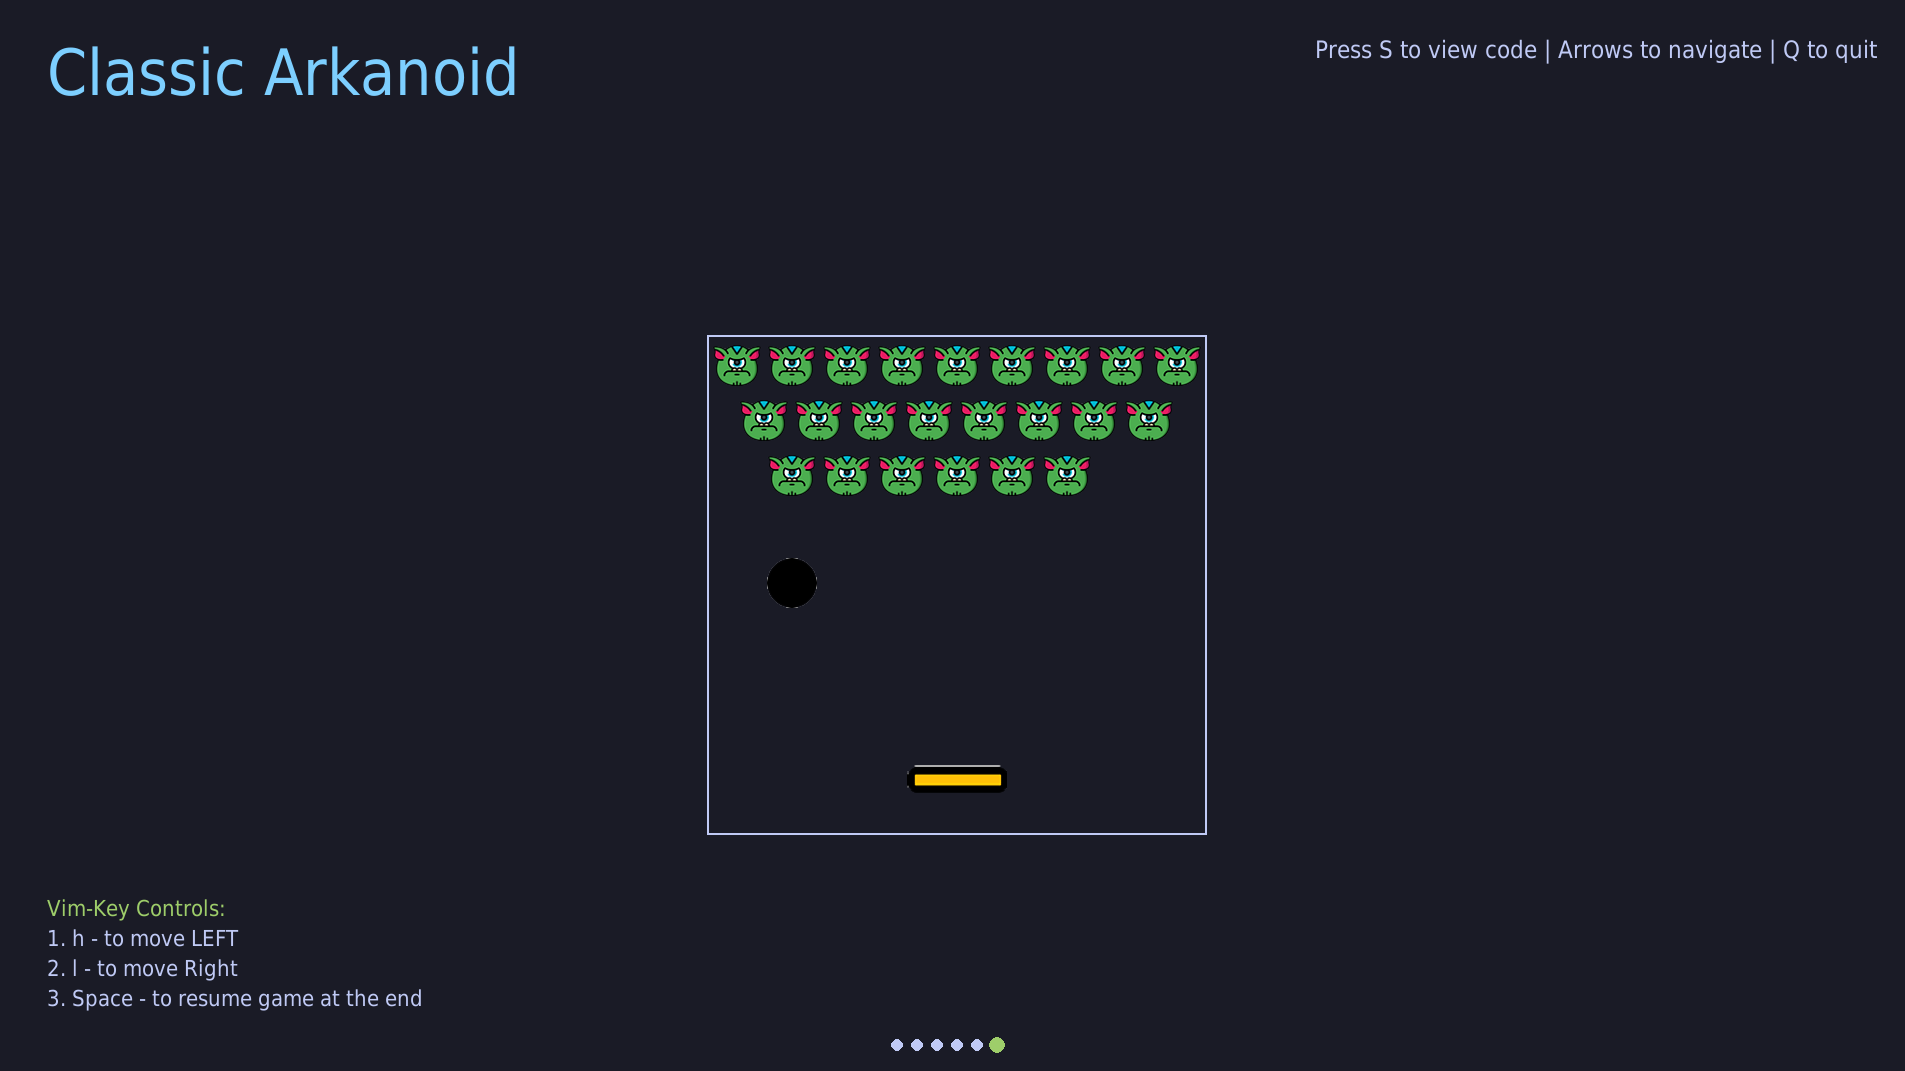 Classic Arkanoid
Press S to view code | Arrows to navigate | Q to quit
Vim-Key Controls:
1. h - to move LEFT
2. l - to move Right
3. Space - to resume game at the end